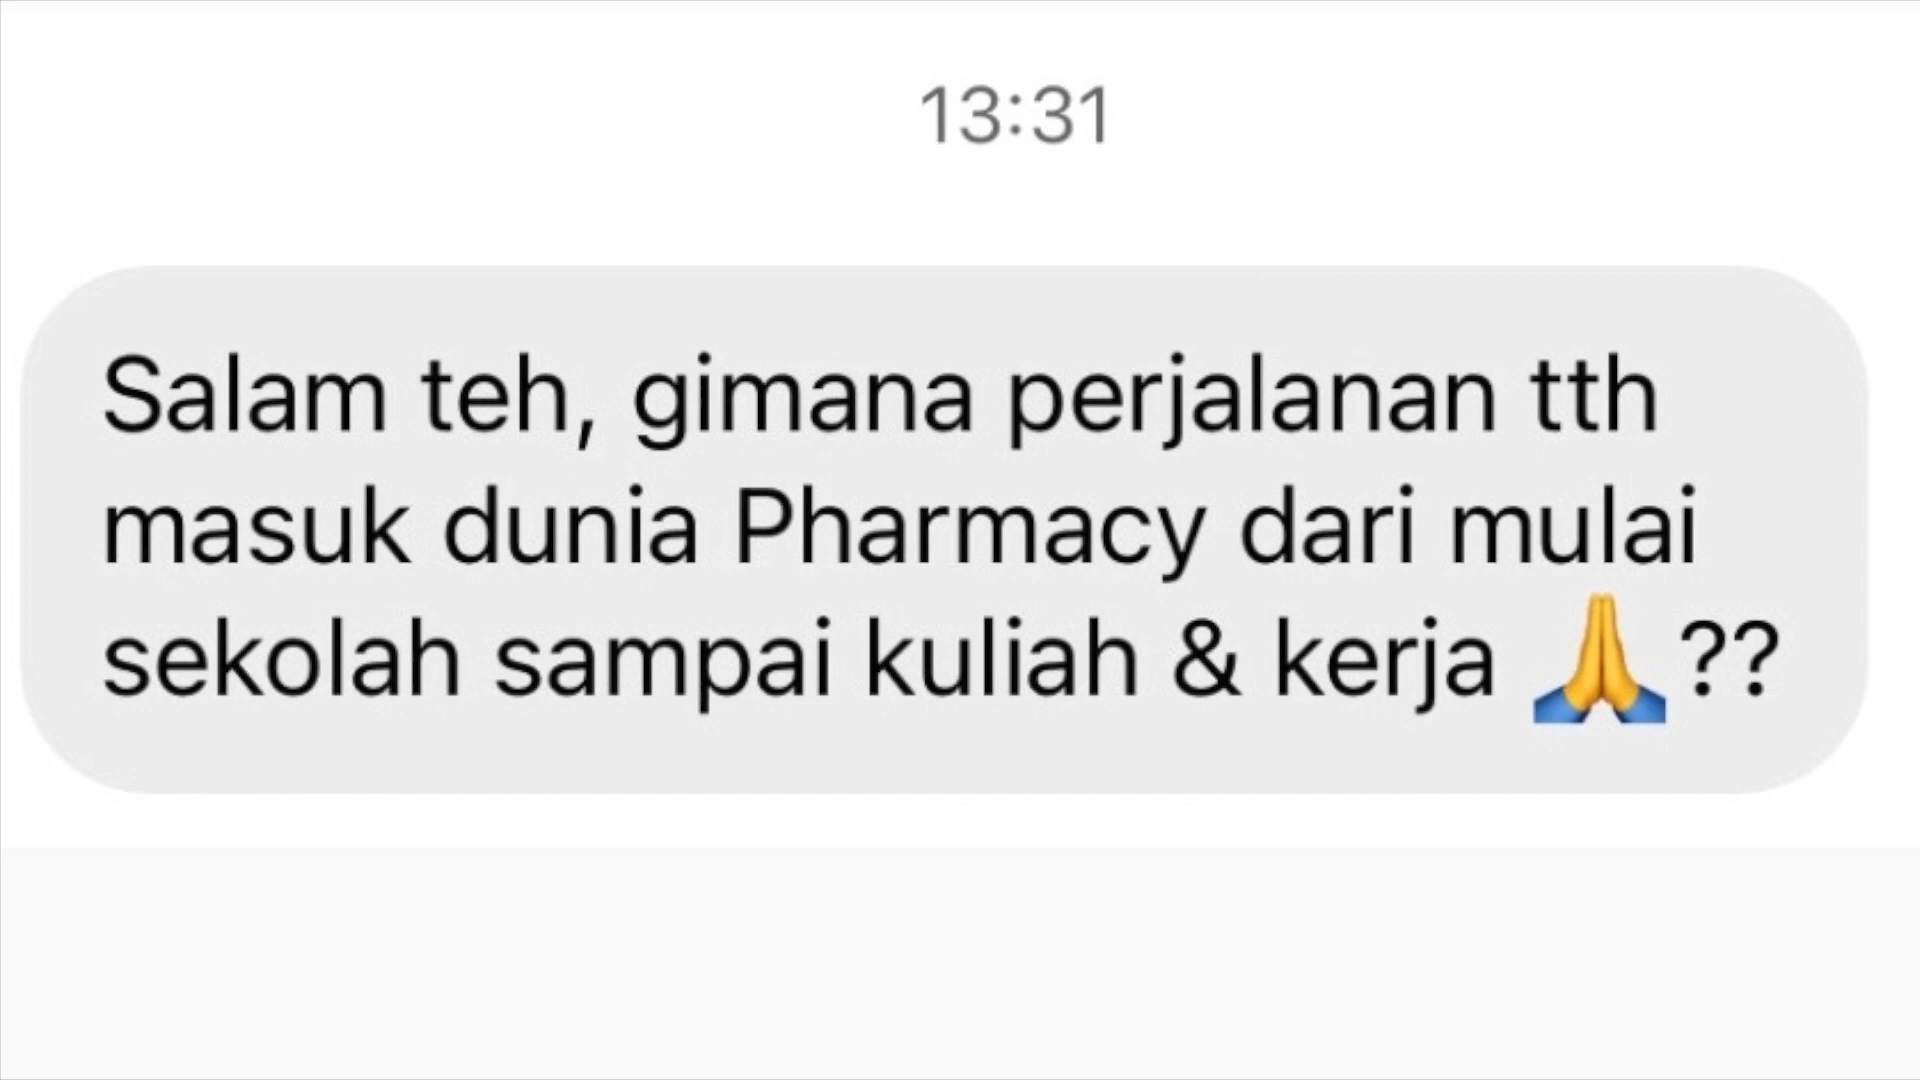 13:31
Salam teh, gimana perjalanan tth
masuk dunia Pharmacy dari mulai
sekolah sampai kuliah & kerja 🙏??